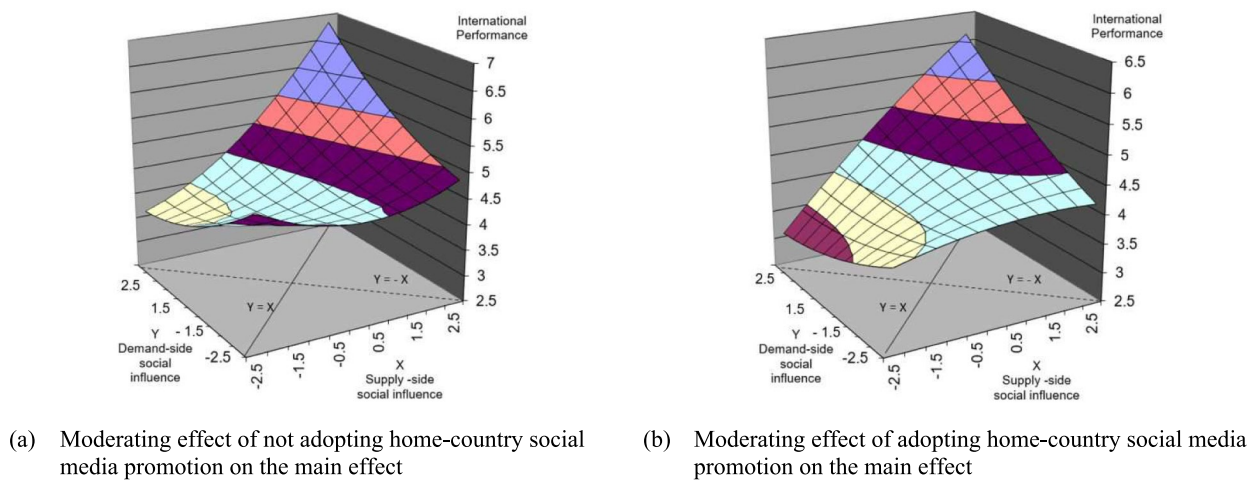 International
Performance
7
6.5
6
5.5
5
4.5
4
3.5
3
2.5
2.5
1.5
Y - 1.5
-2.5
Demand-side
social
influence
Y = X
Y = - X
-2.5
-1.5
-0.5
0.5
1.5
2.5
X
Supply -side
social influence
(a) Moderating effect of not adopting home-country social
media promotion on the main effect
International
Performance
6.5
6
5.5
5
4.5
4
3.5
3
2.5
2.5
1.5
Y - 1.5
-2.5
Demand-side
social
influence
Y = X
Y = - X
-2.5
-1.5
-0.5
0.5
1.5
2.5
X
Supply -side
social influence
(b) Moderating effect of adopting home-country social media
promotion on the main effect